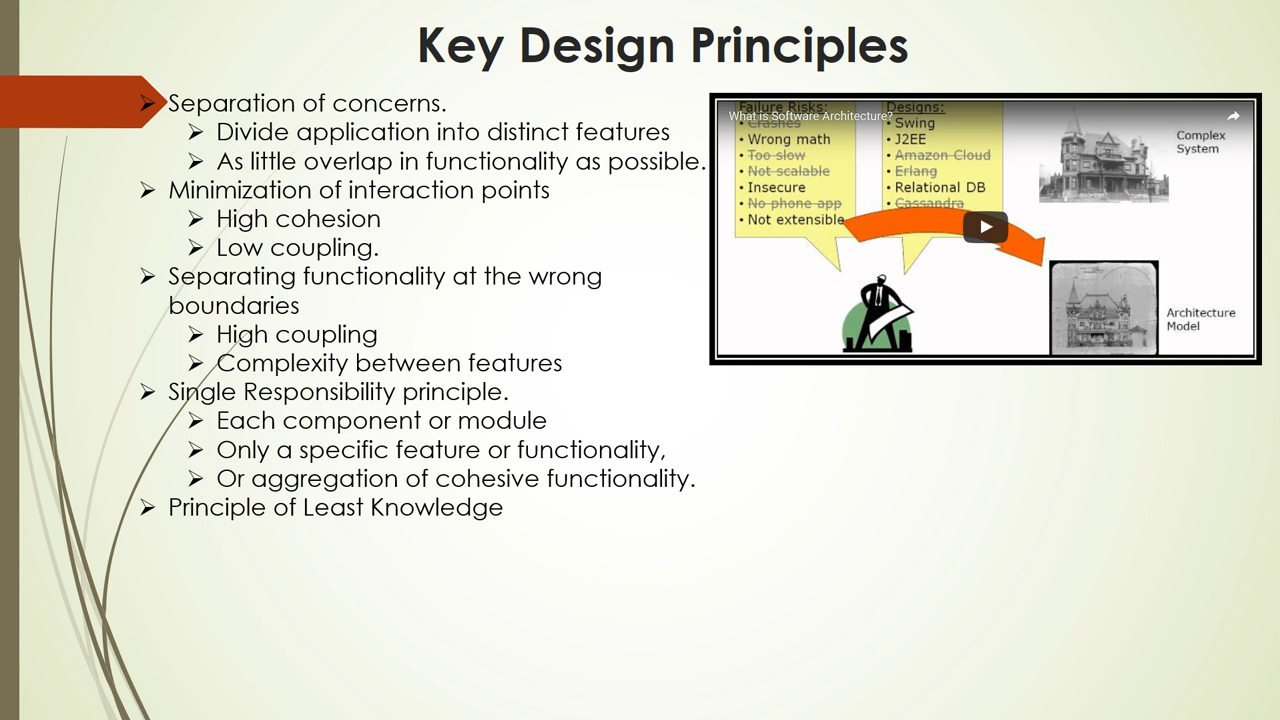 Key Design Principles
Separation of concerns.
Divide application into distinct features
As little overlap in functionality as possible.
Minimization of interaction points
High cohesion
Low coupling.
Separating functionality at the wrong
boundaries
High coupling
Complexity between features
Single Responsibility principle.
Each component or module
Only a specific feature or functionality,
Or aggregation of cohesive functionality.
Principle of Least Knowledge
What is Software Architecture?
Failure Risks:
• Crashes
• Wrong math
• Too slow
• Not scalable
• Insecure
• No phone app
• Not extensible
Designs:
• Swing
• J2EE
• Amazon Cloud
• Erlang
• Relational DB
• Cassandra
Complex
System
Architecture
Model